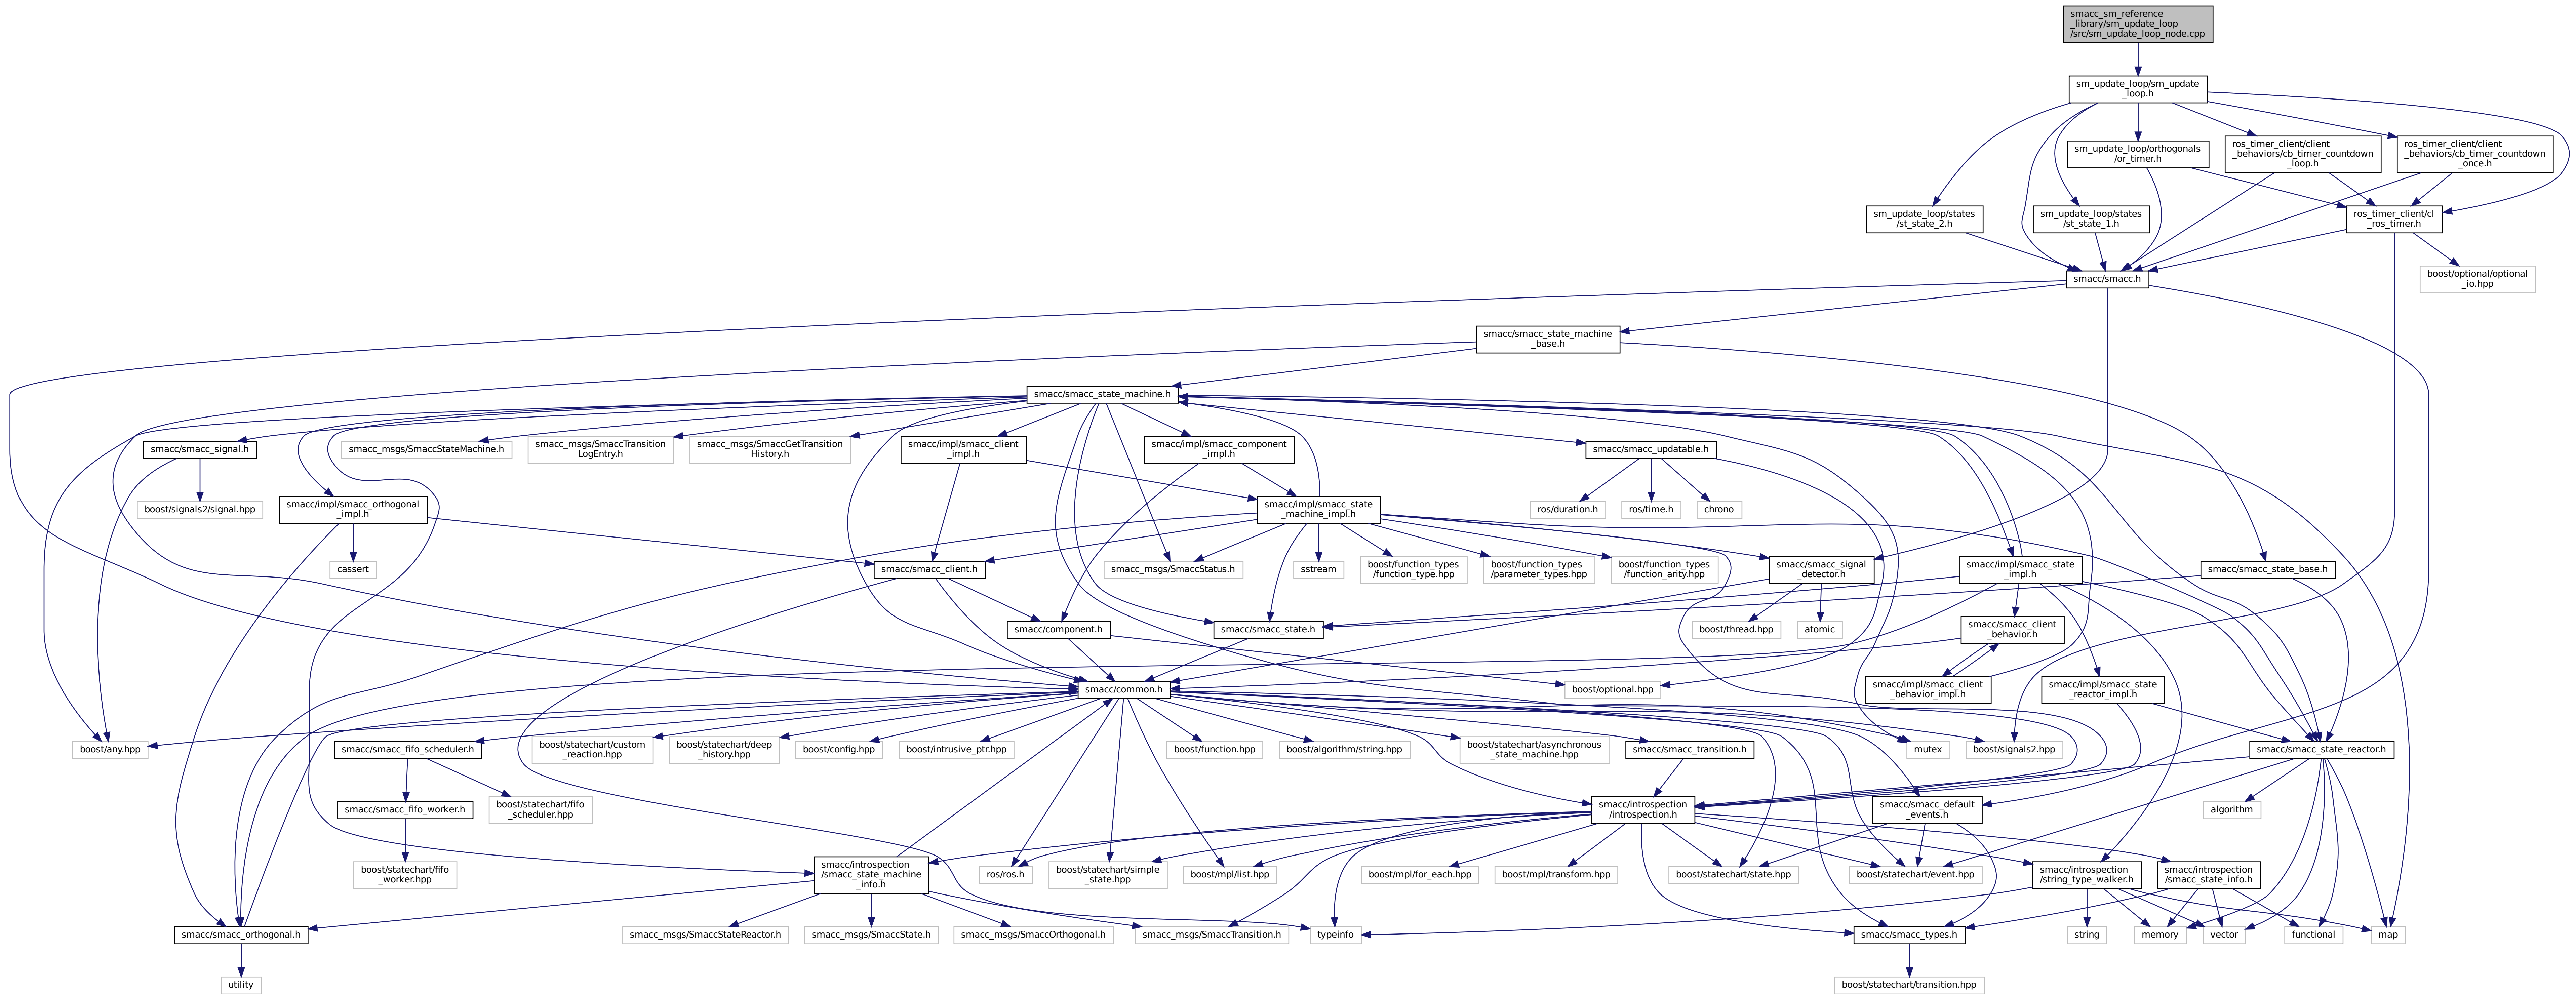 smacc_sm_reference
_library/sm_update_loop
/src/sm_update_loop_node.cpp
sm_update_loop/sm_update
_loop.h
sm_update_loop/orthogonals
/or_timer.h
ros_timer_client/client
_behaviors/cb_timer_countdown
_loop.h
ros_timer_client/client
_behaviors/cb_timer_countdown
_once.h
sm_update_loop/states
/st_state_2.h
sm_update_loop/states
/st_state_1.h
ros_timer_client/cl
_ros_timer.h
smacc/smacc.h
boost/optional/optional
_io.hpp
smacc/smacc_state_machine
_base.h
smacc/smacc_state_machine.h
smacc/smacc_signal.h
smacc_msgs/SmaccStateMachine.h
smacc_msgs/SmaccTransition
LogEntry.h
smacc_msgs/SmaccGetTransition
History.h
smacc/impl/smacc_client
_impl.h
smacc/impl/smacc_component
_impl.h
smacc/smacc_updatable.h
boost/signals2/signal.hpp
smacc/impl/smacc_orthogonal
_impl.h
smacc/impl/smacc_state
_machine_impl.h
ros/duration.h
ros/time.h
chrono
cassert
smacc/smacc_client.h
smacc_msgs/SmaccStatus.h
sstream
boost/function_types
/function_type.hpp
boost/function_types
/parameter_types.hpp
boost/function_types
/function_arity.hpp
smacc/smacc_signal
_detector.h
smacc/impl/smacc_state
_impl.h
smacc/smacc_state_base.h
smacc/component.h
smacc/smacc_state.h
boost/thread.hpp
atomic
smacc/smacc_client
_behavior.h
smacc/common.h
boost/optional.hpp
smacc/impl/smacc_client
_behavior_impl.h
smacc/impl/smacc_state
_reactor_impl.h
boost/any.hpp
smacc/smacc_fifo_scheduler.h
boost/statechart/custom
_reaction.hpp
boost/statechart/deep
_history.hpp
boost/config.hpp
boost/intrusive_ptr.hpp
boost/function.hpp
boost/algorithm/string.hpp
boost/statechart/asynchronous
_state_machine.hpp
smacc/smacc_transition.h
mutex
boost/signals2.hpp
smacc/smacc_state_reactor.h
smacc/smacc_fifo_worker.h
boost/statechart/fifo
_scheduler.hpp
smacc/introspection
/introspection.h
smacc/smacc_default
_events.h
algorithm
boost/statechart/fifo
_worker.hpp
smacc/introspection
/smacc_state_machine
_info.h
ros/ros.h
boost/statechart/simple
_state.hpp
boost/mpl/list.hpp
boost/mpl/for_each.hpp
boost/mpl/transform.hpp
boost/statechart/state.hpp
boost/statechart/event.hpp
smacc/introspection
/string_type_walker.h
smacc/introspection
/smacc_state_info.h
smacc/smacc_orthogonal.h
smacc_msgs/SmaccStateReactor.h
smacc_msgs/SmaccState.h
smacc_msgs/SmaccOrthogonal.h
smacc_msgs/SmaccTransition.h
typeinfo
smacc/smacc_types.h
string
memory
vector
functional
map
utility
boost/statechart/transition.hpp